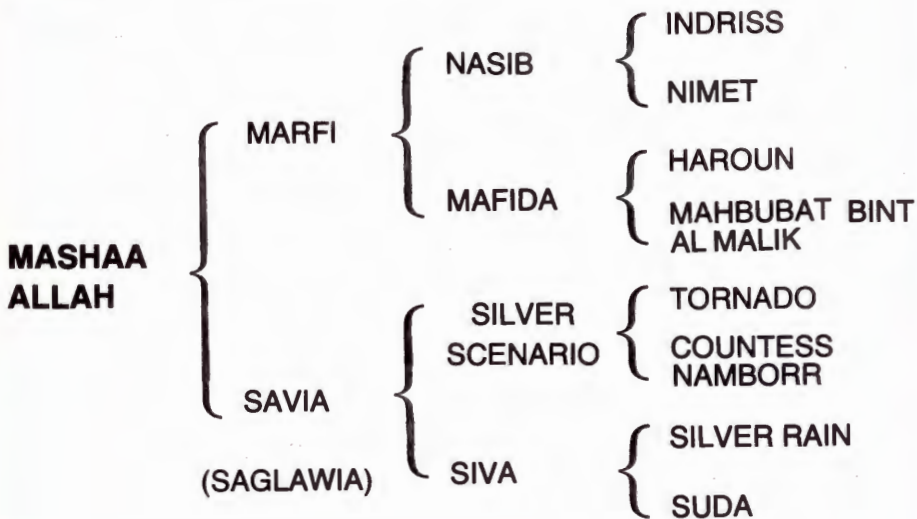 INDRISS
NASIB
NIMET
MARFI
HAROUN
MAFIDA
MAHBUBAT BINT
AL MALIK
MASHAA
ALLAH
TORNADO
SILVER
SCENARIO
COUNTESS
NAMBORR
SAVIA
SILVER RAIN
(SAGLAWIA)
SIVA
SUDA